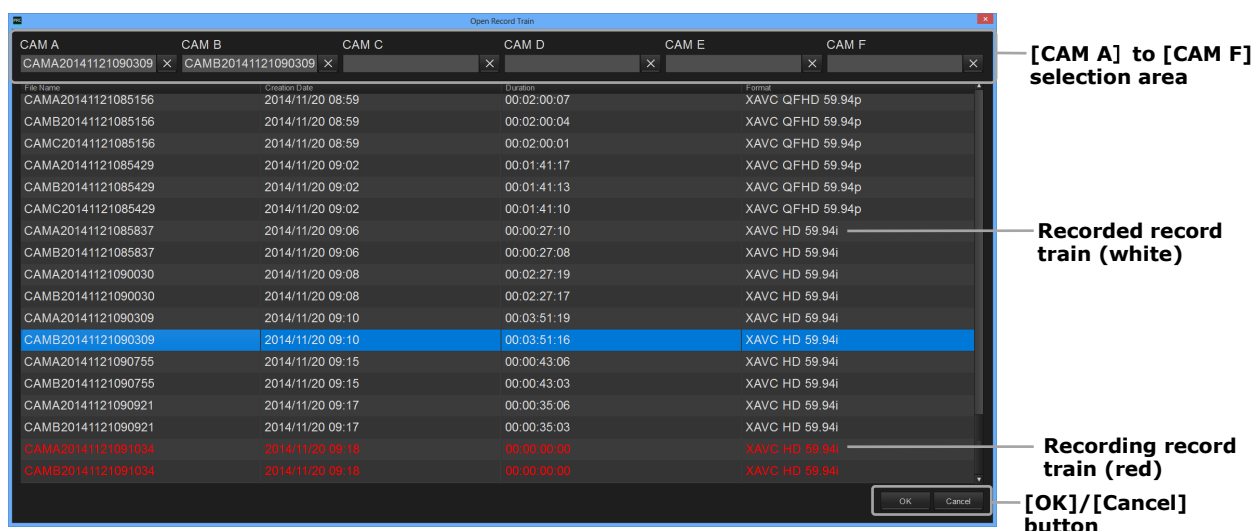 PRC Open Record Train ×
CAM A CAM B CAM C CAM D CAM E CAM F
CAMA20141121090309 × CAMB20141121090309 × × × × ×
File Name Creation Date Duration Format
CAMA20141121085156 2014/11/20 08:59 00:02:00:07 XAVC QFHD 59.94p
CAMB20141121085156 2014/11/20 08:59 00:02:00:04 XAVC QFHD 59.94p
CAMC20141121085156 2014/11/20 08:59 00:02:00:01 XAVC QFHD 59.94p
CAMA20141121085429 2014/11/20 09:02 00:01:41:17 XAVC QFHD 59.94p
CAMB20141121085429 2014/11/20 09:02 00:01:41:13 XAVC QFHD 59.94p
CAMC20141121085429 2014/11/20 09:02 00:01:41:10 XAVC QFHD 59.94p
CAMA20141121085837 2014/11/20 09:06 00:00:27:10 XAVC HD 59.94i
CAMB20141121085837 2014/11/20 09:06 00:00:27:08 XAVC HD 59.94i
CAMA20141121090030 2014/11/20 09:08 00:02:27:19 XAVC HD 59.94i
CAMB20141121090030 2014/11/20 09:08 00:02:27:17 XAVC HD 59.94i
CAMA20141121090309 2014/11/20 09:10 00:03:51:19 XAVC HD 59.94i
CAMB20141121090309 2014/11/20 09:10 00:03:51:16 XAVC HD 59.94i
CAMA20141121090755 2014/11/20 09:15 00:00:43:06 XAVC HD 59.94i
CAMB20141121090755 2014/11/20 09:15 00:00:43:03 XAVC HD 59.94i
CAMA20141121090921 2014/11/20 09:17 00:00:35:06 XAVC HD 59.94i
CAMB20141121090921 2014/11/20 09:17 00:00:35:03 XAVC HD 59.94i
CAMA20141121091034 2014/11/20 09:18 00:00:00:00 XAVC HD 59.94i
CAMB20141121091034 2014/11/20 09:18 00:00:00:00 XAVC HD 59.94i
OK Cancel
[CAM A] to [CAM F]
selection area
Recorded record
train (white)
Recording record
train (red)
[OK]/[Cancel]
button